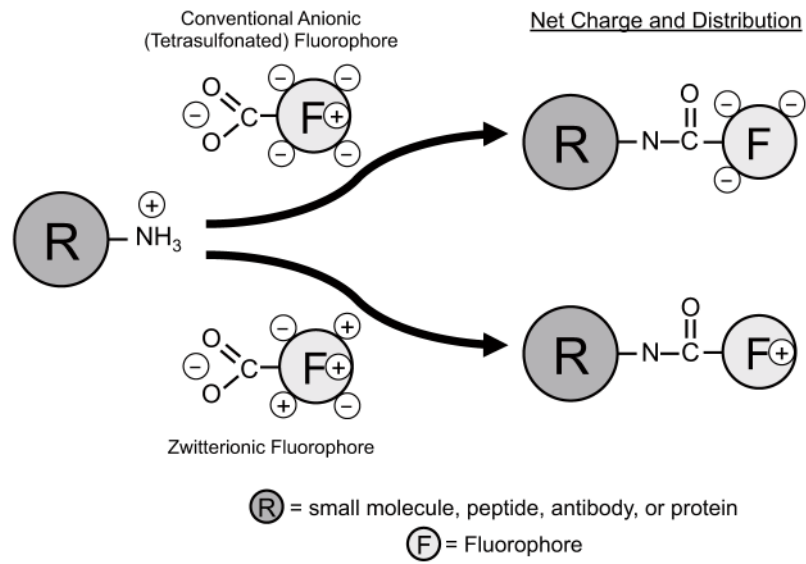 Conventional Anionic
(Tetrasulfonated) Fluorophore
Net Charge and Distribution
O
− C F +
O
− − − −
R − NH₃
+
R − N − C − F
O
− − −
O
− C F +
O
− + + −
Zwitterionic Fluorophore
R − N − C − F +
O
R = small molecule, peptide, antibody, or protein
F = Fluorophore